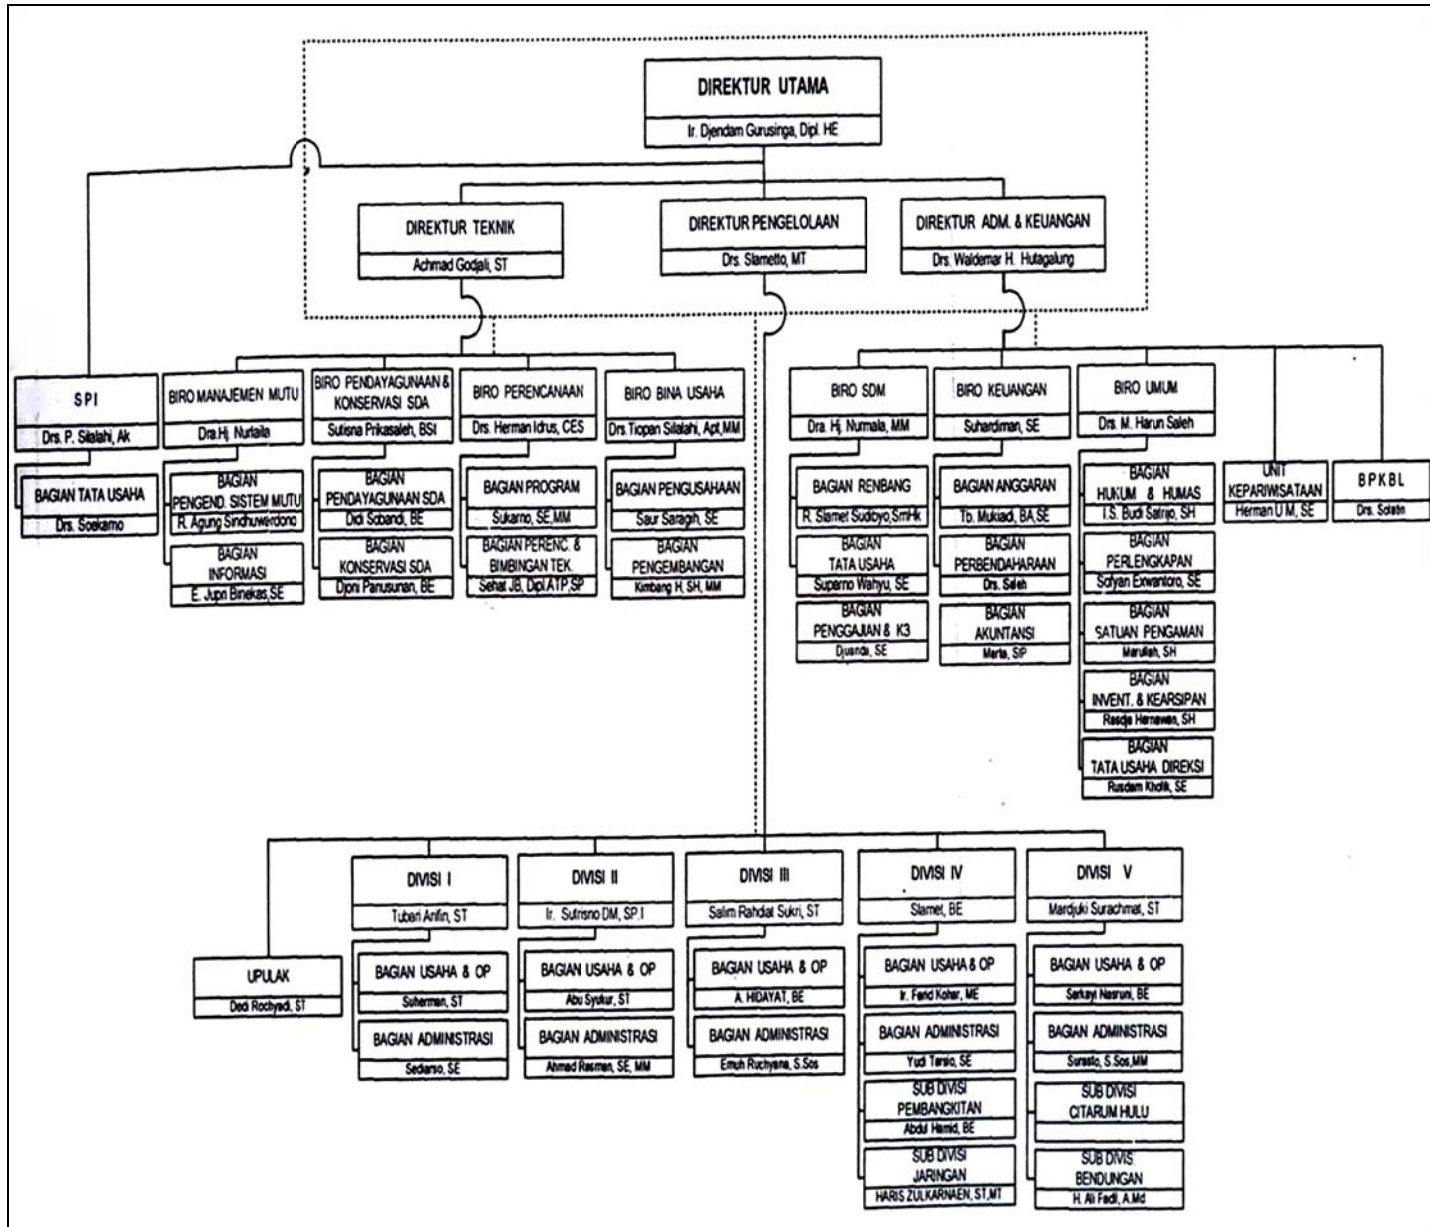 DIREKTUR UTAMA
Ir. Djendam Gurusinga, Dipl. HE
DIREKTUR TEKNIK
Achmad Godjali, ST
DIREKTUR PENGELOLAAN
Drs. Slametto, MT
DIREKTUR ADM. & KEUANGAN
Drs. Waldemar H. Hutagalung
SPI
Drs. P. Silalahi, Ak
BAGIAN TATA USAHA
Drs. Soekarno
BIRO MANAJEMEN MUTU
Dra.Hj. Nurlaila
BAGIAN
PENGEND. SISTEM MUTU
R. Agung Sindhuwerdono
BAGIAN
INFORMASI
E. Jupri Binekas,SE
BIRO PENDAYAGUNAAN &
KONSERVASI SDA
Sutisna Prikasaleh, BSI
BAGIAN
PENDAYAGUNAAN SDA
Didi Sobandi, BE
BAGIAN
KONSERVASI SDA
Djoni Panusunan, BE
BIRO PERENCANAAN
Drs. Herman Idrus, CES
BAGIAN PROGRAM
Sukarno, SE,MM
BAGIAN PERENC. &
BIMBINGAN TEK.
Sehat JB, Dipl.ATP,SP
BIRO BINA USAHA
Drs.Tiopan Silalahi, Apt,MM
BAGIAN PENGUSAHAAN
Saur Saragih, SE
BAGIAN
PENGEMBANGAN
Kimbang H, SH, MM
BIRO SDM
Dra. Hj. Nurmala, MM
BAGIAN RENBANG
R. Slamet Sudibyo,SmHk
BAGIAN
TATA USAHA
Suparno Wahyu, SE
BAGIAN
PENGGAJIAN & K3
Djuanda, SE
BIRO KEUANGAN
Suhardiman, SE
BAGIAN ANGGARAN
Tb. Mukiadi, BA,SE
BAGIAN
PERBENDAHARAAN
Drs. Saleh
BAGIAN
AKUNTANSI
Marta, SIP
BIRO UMUM
Drs. M. Harun Saleh
BAGIAN
HUKUM & HUMAS
I.S. Budi Satrijo, SH
BAGIAN
PERLENGKAPAN
Sofyan Exwantoro, SE
BAGIAN
SATUAN PENGAMAN
Marullah, SH
BAGIAN
INVENT. & KEARSIPAN
Rasdja Hernawan, SH
BAGIAN
TATA USAHA DIREKSI
Rusdam Kholik, SE
UNIT
KEPARIWISATAAN
Herman U M, SE
BPKBL
Drs. Solatin
UPULAK
Dedi Rochyadi, ST
DIVISI I
Tubari Arifin, ST
BAGIAN USAHA & OP
Suherman, ST
BAGIAN ADMINISTRASI
Sediarso, SE
DIVISI II
Ir. Sutrisno DM, SP.I
BAGIAN USAHA & OP
Abu Syukur, ST
BAGIAN ADMINISTRASI
Ahmad Rasman, SE, MM
DIVISI III
Salim Rahdiat Sukri, ST
BAGIAN USAHA & OP
A. HIDAYAT, BE
BAGIAN ADMINISTRASI
Emuh Ruchyana, S.Sos
DIVISI IV
Slamet, BE
BAGIAN USAHA & OP
Ir. Farid Kohar, ME
BAGIAN ADMINISTRASI
Yudi Tarsio, SE
SUB DIVISI
PEMBANGKITAN
Abdul Hamid, BE
SUB DIVISI
JARINGAN
HARIS ZULKARNAEN, ST,MT
DIVISI V
Mardjuki Surachmat, ST
BAGIAN USAHA & OP
Sarkayi Nasruni, BE
BAGIAN ADMINISTRASI
Surasto, S.Sos,MM
SUB DIVISI
CITARUM HULU
SUB DIVIS.
BENDUNGAN
H. Ali Fadil, A.Md